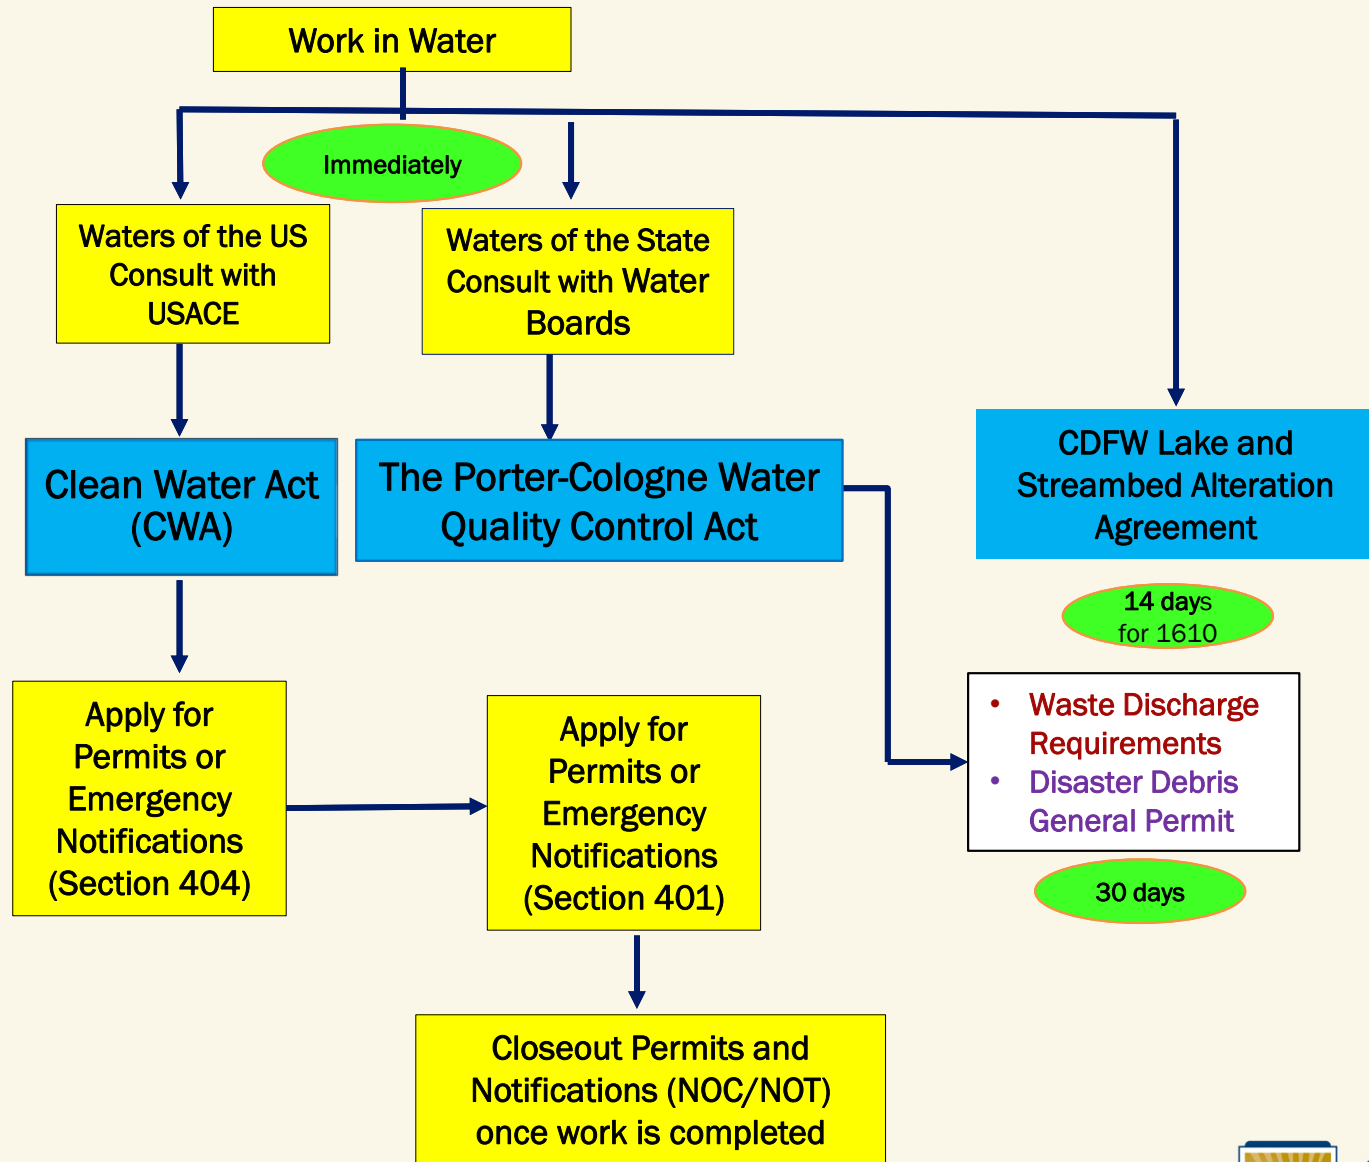 Work in Water
Immediately
Waters of the US
Consult with
USACE
Waters of the State
Consult with Water
Boards
Clean Water Act
(CWA)
The Porter-Cologne Water
Quality Control Act
CDFW Lake and
Streambed Alteration
Agreement
14 days
for 1610
Apply for
Permits or
Emergency
Notifications
(Section 404)
Apply for
Permits or
Emergency
Notifications
(Section 401)
• Waste Discharge
Requirements
• Disaster Debris
General Permit
30 days
Closeout Permits and
Notifications (NOC/NOT)
once work is completed